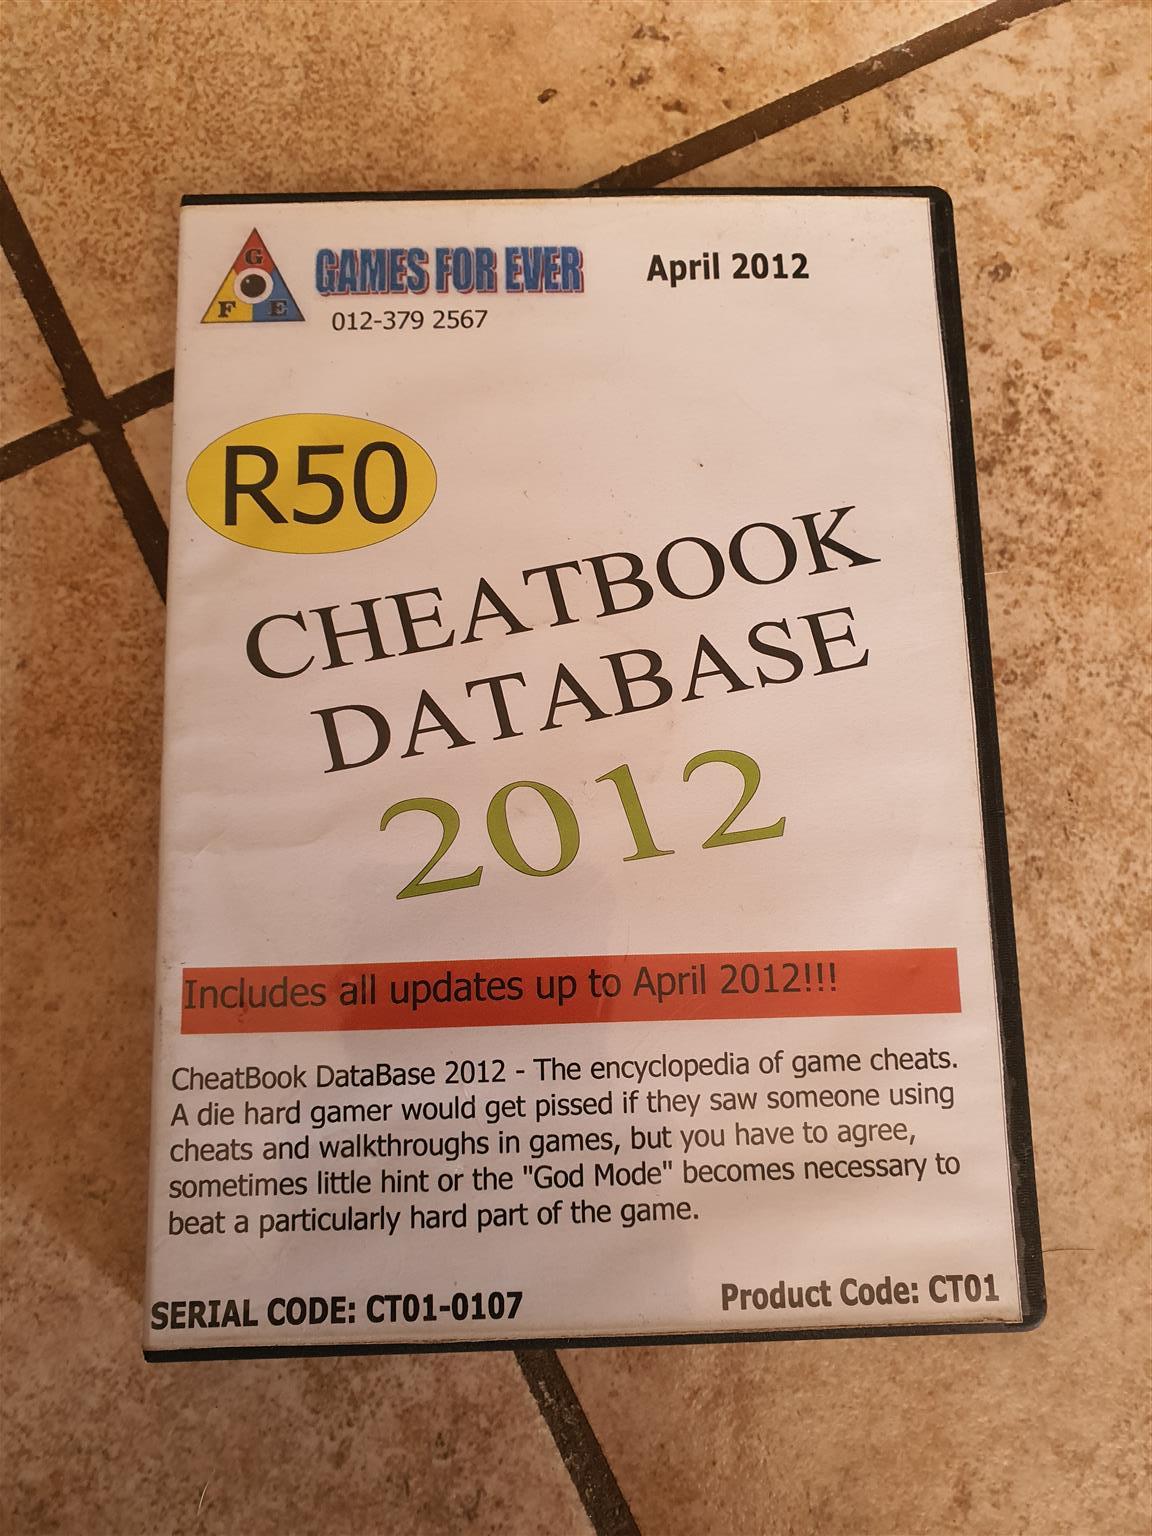 G
F E
GAMES FOR EVER
April 2012
012-379 2567
R50
CHEATBOOK
DATABASE
2012
Includes all updates up to April 2012!!!
CheatBook DataBase 2012 - The encyclopedia of game cheats.
A die hard gamer would get pissed if they saw someone using
cheats and walkthroughs in games, but you have to agree,
sometimes little hint or the "God Mode" becomes necessary to
beat a particularly hard part of the game.
SERIAL CODE: CT01-0107
Product Code: CT01